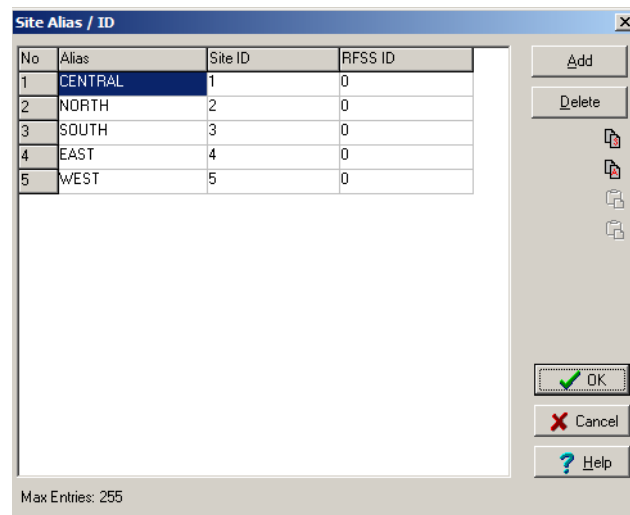 Site Alias / ID
No Alias Site ID RFSS ID
1 CENTRAL 1 0
2 NORTH 2 0
3 SOUTH 3 0
4 EAST 4 0
5 WEST 5 0
Add
Delete
OK
Cancel
Help
Max Entries: 255